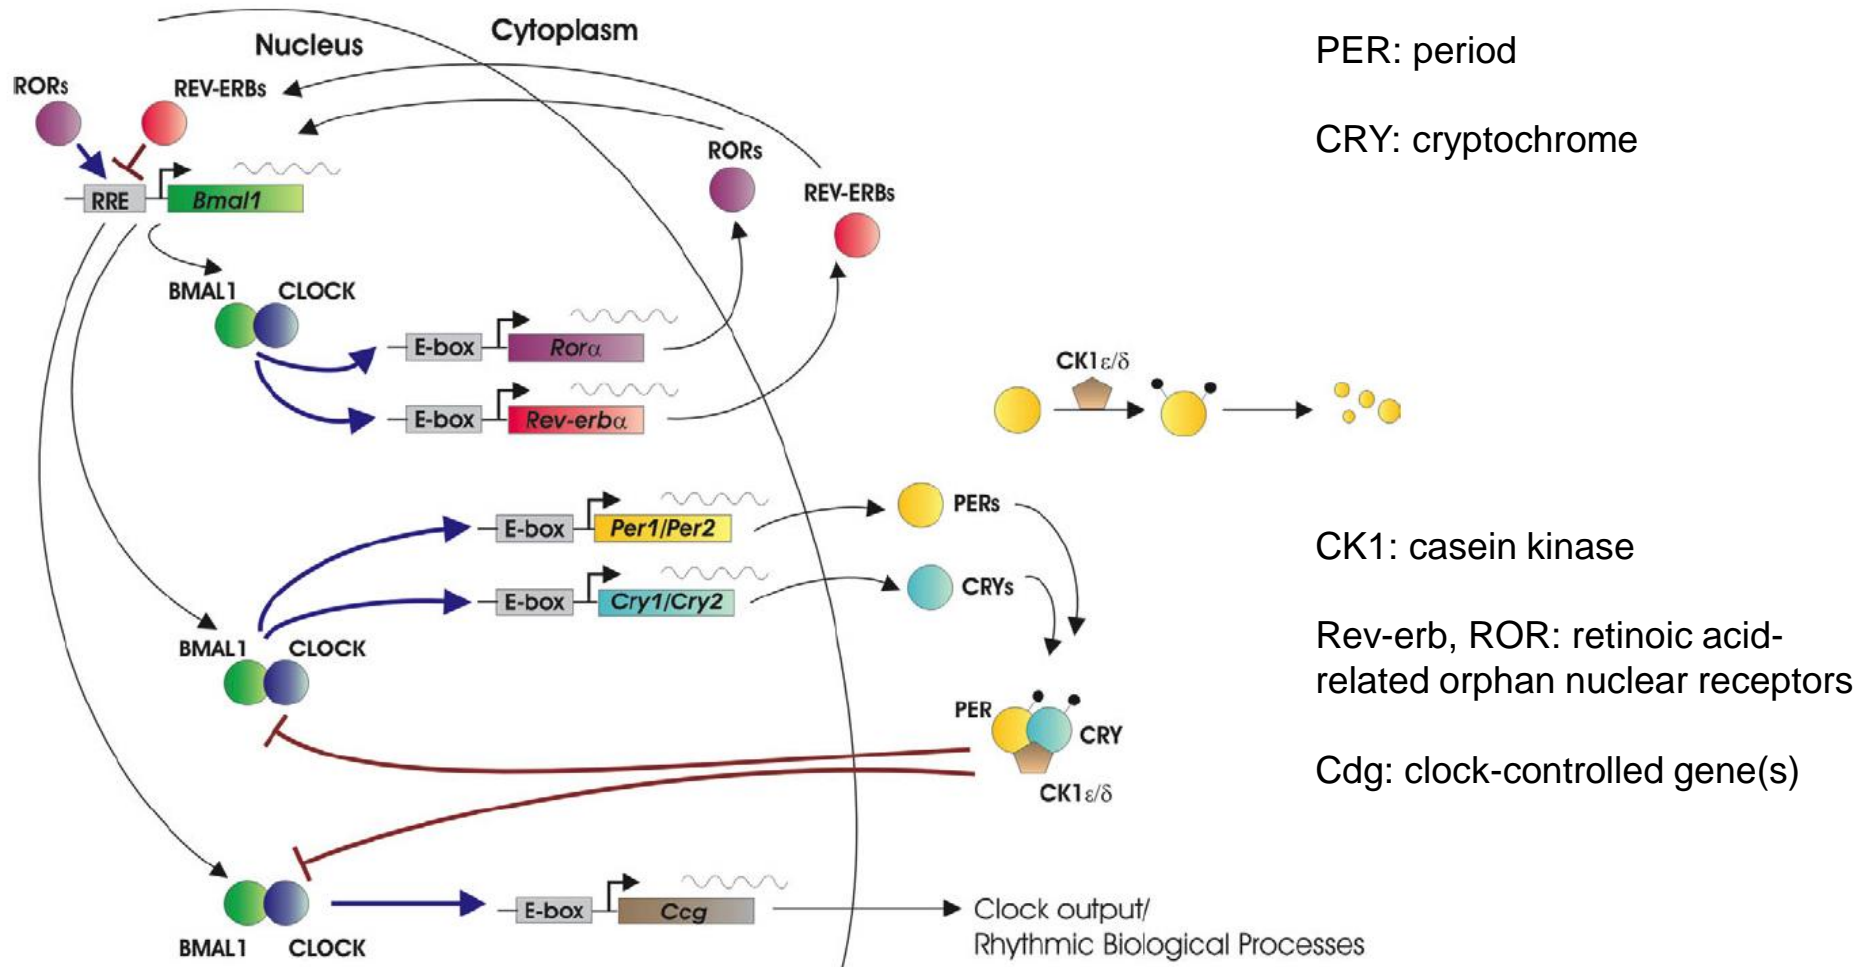 Nucleus
Cytoplasm
RORs
REV-ERBs
RRE
Bmal1
RORs
REV-ERBs
BMAL1
CLOCK
E-box
Rorα
E-box
Rev-erbα
CK1ε/δ
E-box
Per1/Per2
PERs
E-box
Cry1/Cry2
CRYs
BMAL1
CLOCK
PER
CRY
CK1ε/δ
E-box
Ccg
BMAL1
CLOCK
Clock output/
Rhythmic Biological Processes
PER: period
CRY: cryptochrome
CK1: casein kinase
Rev-erb, ROR: retinoic acid-
related orphan nuclear receptors
Cdg: clock-controlled gene(s)